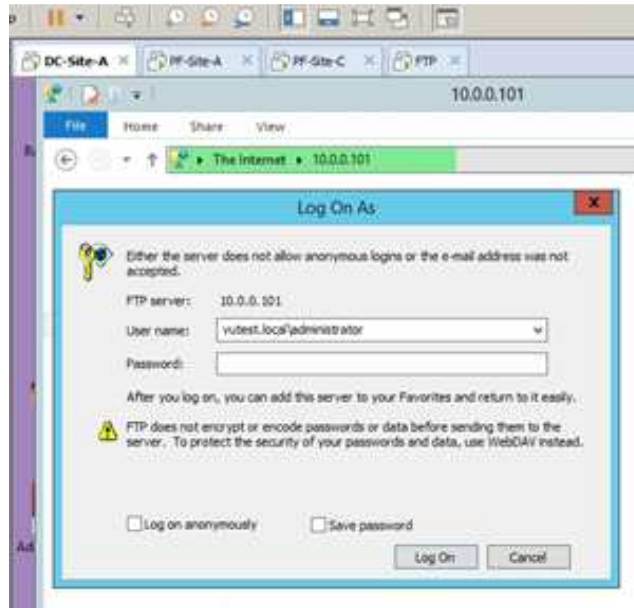 DC-Site-A
PF-Site-A
PF-Site-C
FTP
10.0.0.101
File Home Share View
The Internet 10.0.0.101
Log On As
Either the server does not allow anonymous logins or the e-mail address was not
accepted.
FTP server: 10.0.0.101
User name: vutest.local\administrator
Password:
After you log on, you can add this server to your Favorites and return to it easily.
FTP does not encrypt or encode passwords or data before sending them to the
server. To protect the security of your passwords and data, use WebDAV instead.
Log on anonymously
Save password
Ad
Log On
Cancel